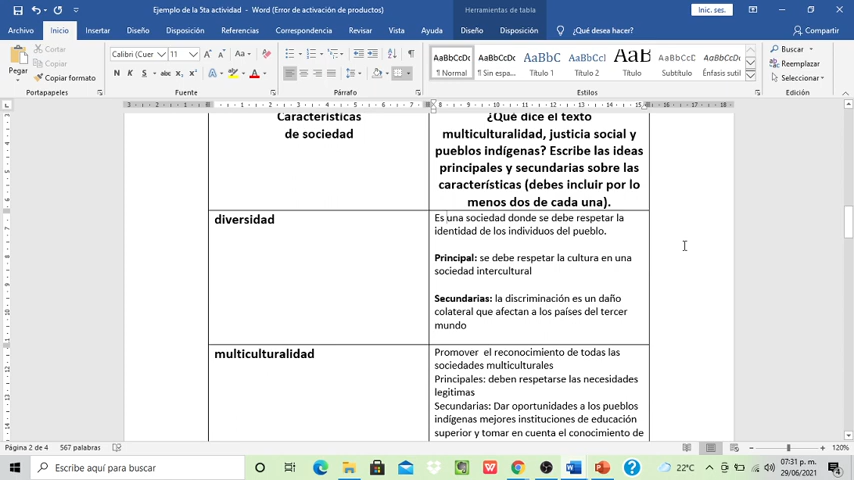 Ejemplo de la 5ta actividad - Word (Error de activación de productos)
Herramientas de tabla
Inic. ses.
Archivo Inicio Insertar Diseño Disposición Referencias Correspondencia Revisar Vista Ayuda Diseño Disposición ¿Qué desea hacer? Compartir
Pegar
Cortar
Copiar
Copiar formato
Portapapeles
Calibri (Cuer 11
N K S abc x₂ x²
Fuente
Párrafo
AaBbCcDc AaBbCcDc AaBbC AaBbCcI AaB AaBbCcD AaBbCcDc
¶ Normal ¶ Sin espa... Título 1 Título 2 Título Subtítulo Énfasis sutil
Estilos
Buscar
Reemplazar
Seleccionar
Edición
Características
de sociedad
¿Qué dice el texto
multiculturalidad, justicia social y
pueblos indígenas? Escribe las ideas
principales y secundarias sobre las
características (debes incluir por lo
menos dos de cada una).
diversidad
Es una sociedad donde se debe respetar la
identidad de los individuos del pueblo.
Principal: se debe respetar la cultura en una
sociedad intercultural
Secundarias: la discriminación es un daño
colateral que afectan a los países del tercer
mundo
multiculturalidad
Promover el reconocimiento de todas las
sociedades multiculturales
Principales: deben respetarse las necesidades
legitimas
Secundarias: Dar oportunidades a los pueblos
indígenas mejores instituciones de educación
superior y tomar en cuenta el conocimiento de
Página 2 de 4 567 palabras
120%
Escribe aquí para buscar
22°C
07:31 p. m.
29/06/2021